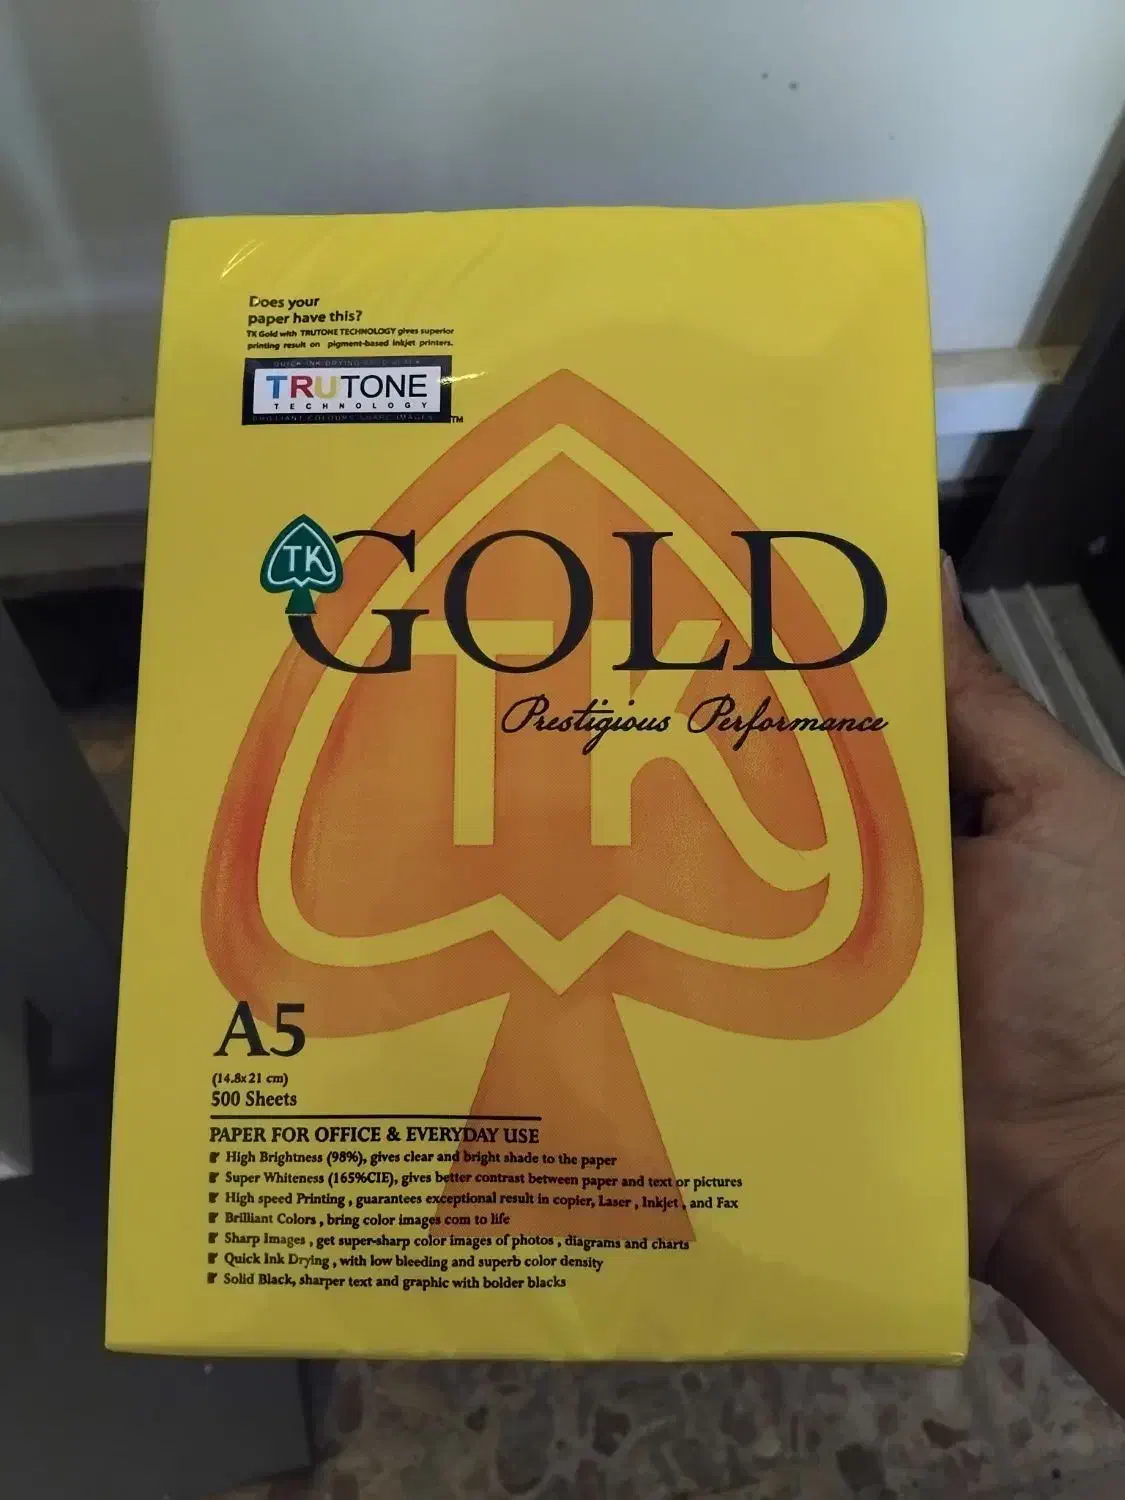 Does your
paper have this?
TK Gold with TRUTONE TECHNOLOGY gives superior
printing result on pigment-based inkjet printers.
TRUTONE
TECHNOLOGY
BRILLIANT COLOURS SHARP IMAGES
TM
TK
GOLD
TK
Prestigious Performance
A5
(14.8x21 cm)
500 Sheets
PAPER FOR OFFICE & EVERYDAY USE
High Brightness (98%), gives clear and bright shade to the paper
Super Whiteness (165%CIE), gives better contrast between paper and text or pictures
High speed Printing , guarantees exceptional result in copier, Laser , Inkjet , and Fax
Brilliant Colors , bring color images com to life
Sharp Images , get super-sharp color images of photos , diagrams and charts
Quick Ink Drying , with low bleeding and superb color density
Solid Black, sharper text and graphic with bolder blacks